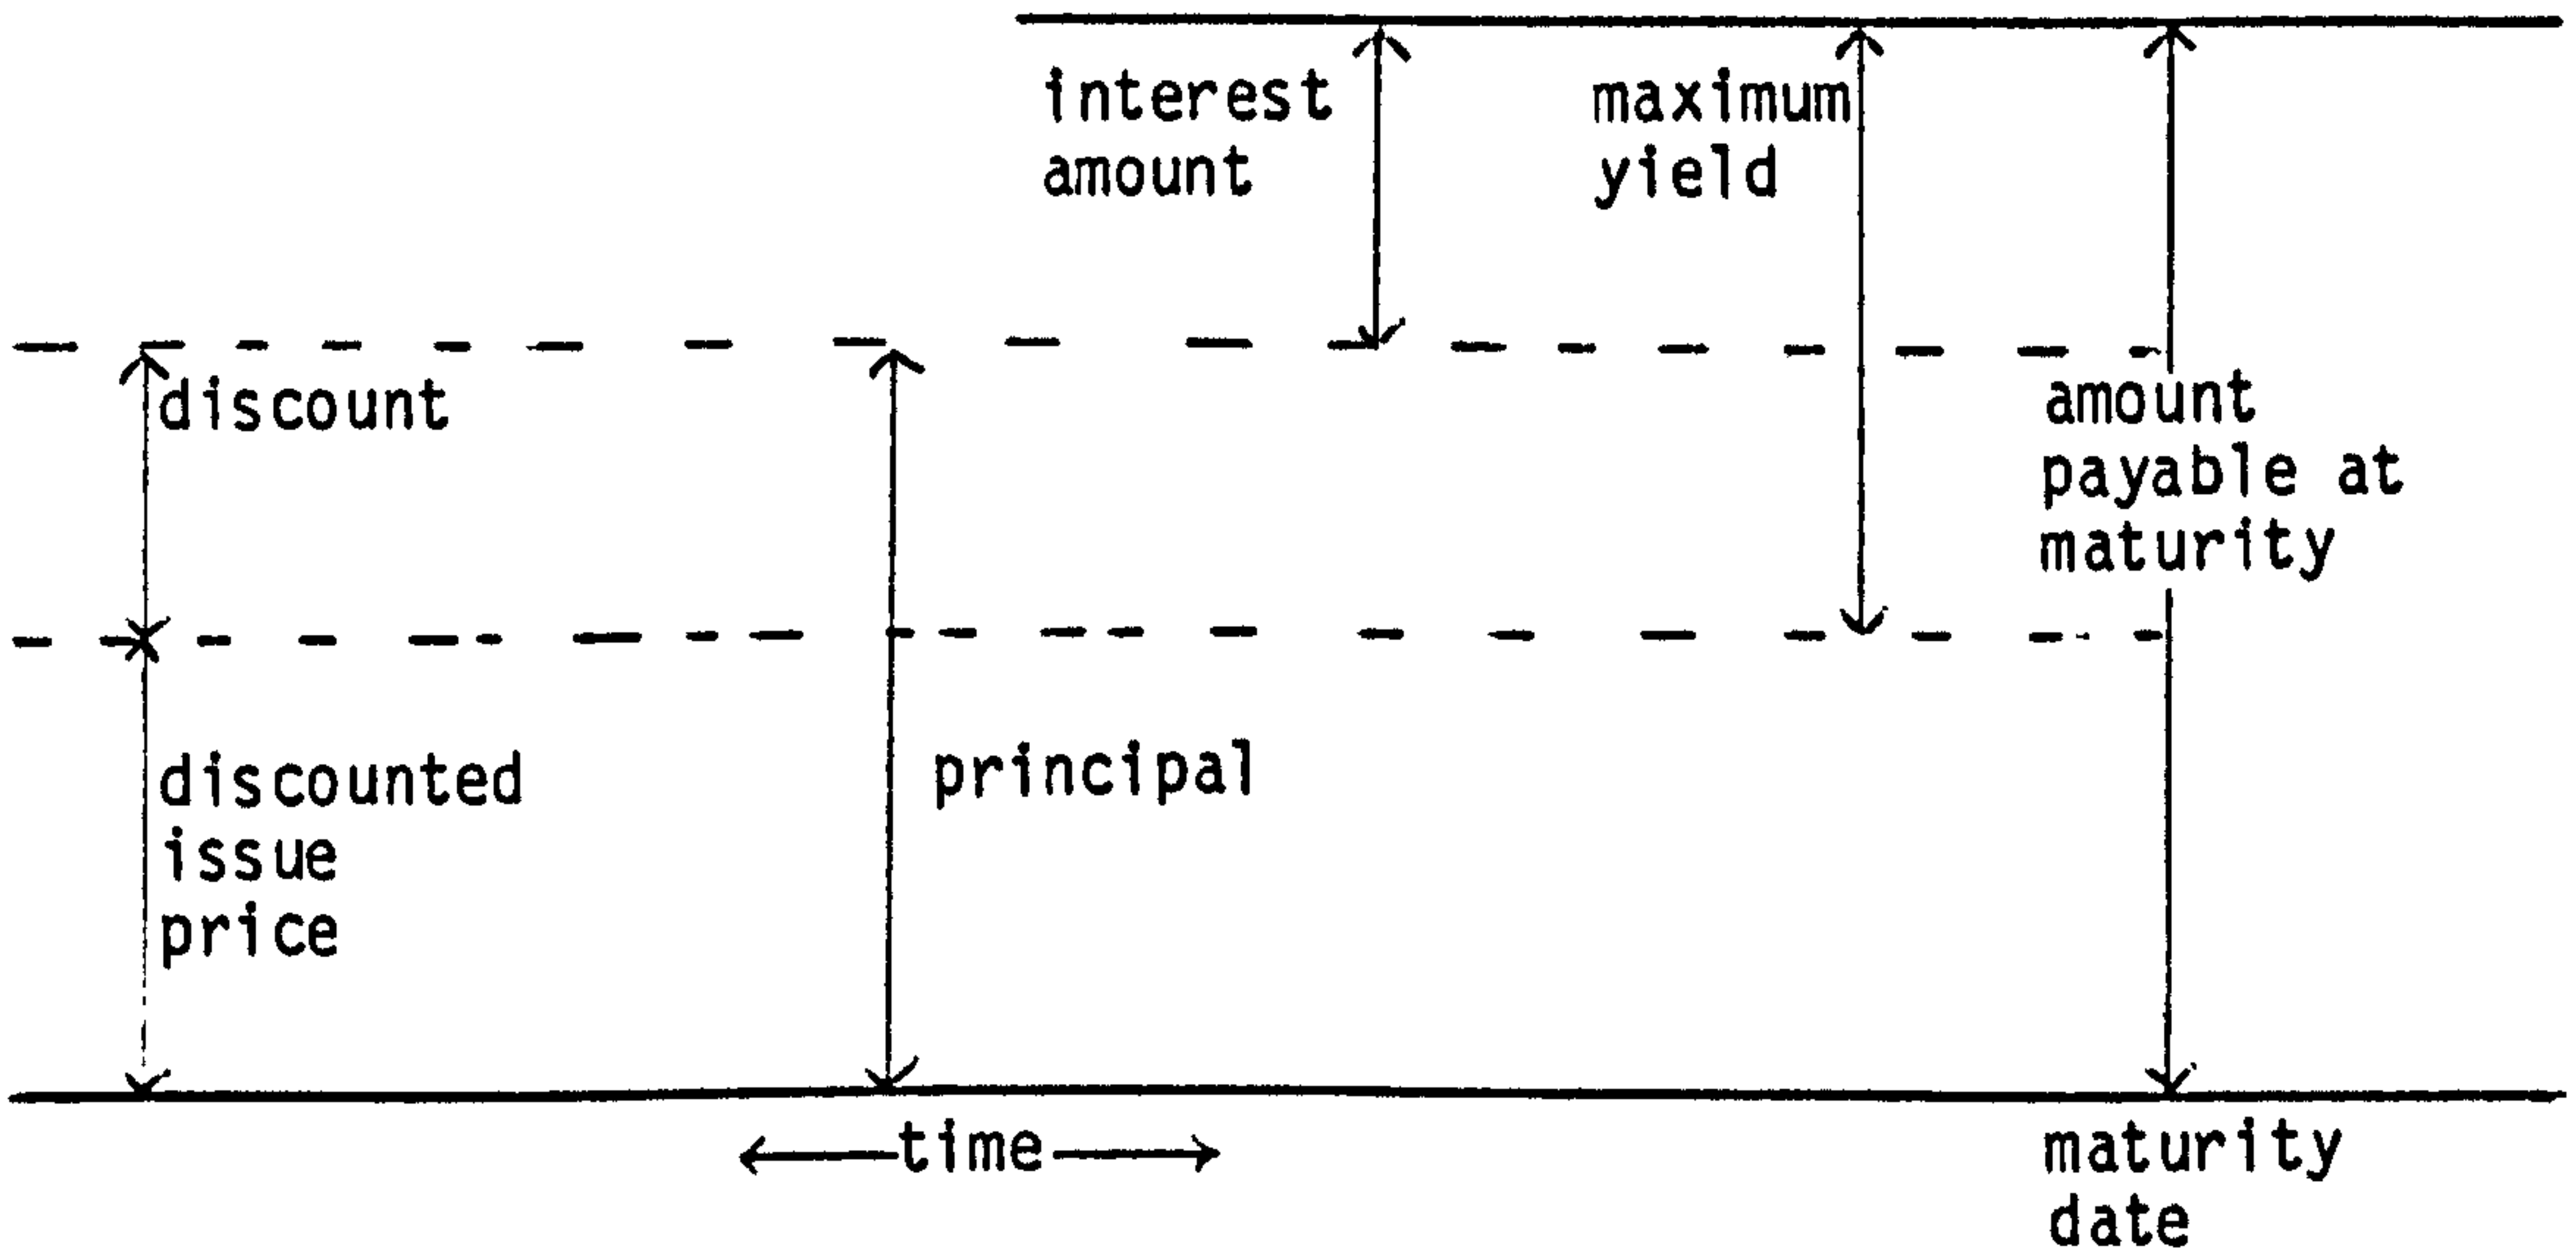 interest
amount
maximum
yield
discount
amount
payable at
maturity
discounted
issue
price
principal
time
maturity
date